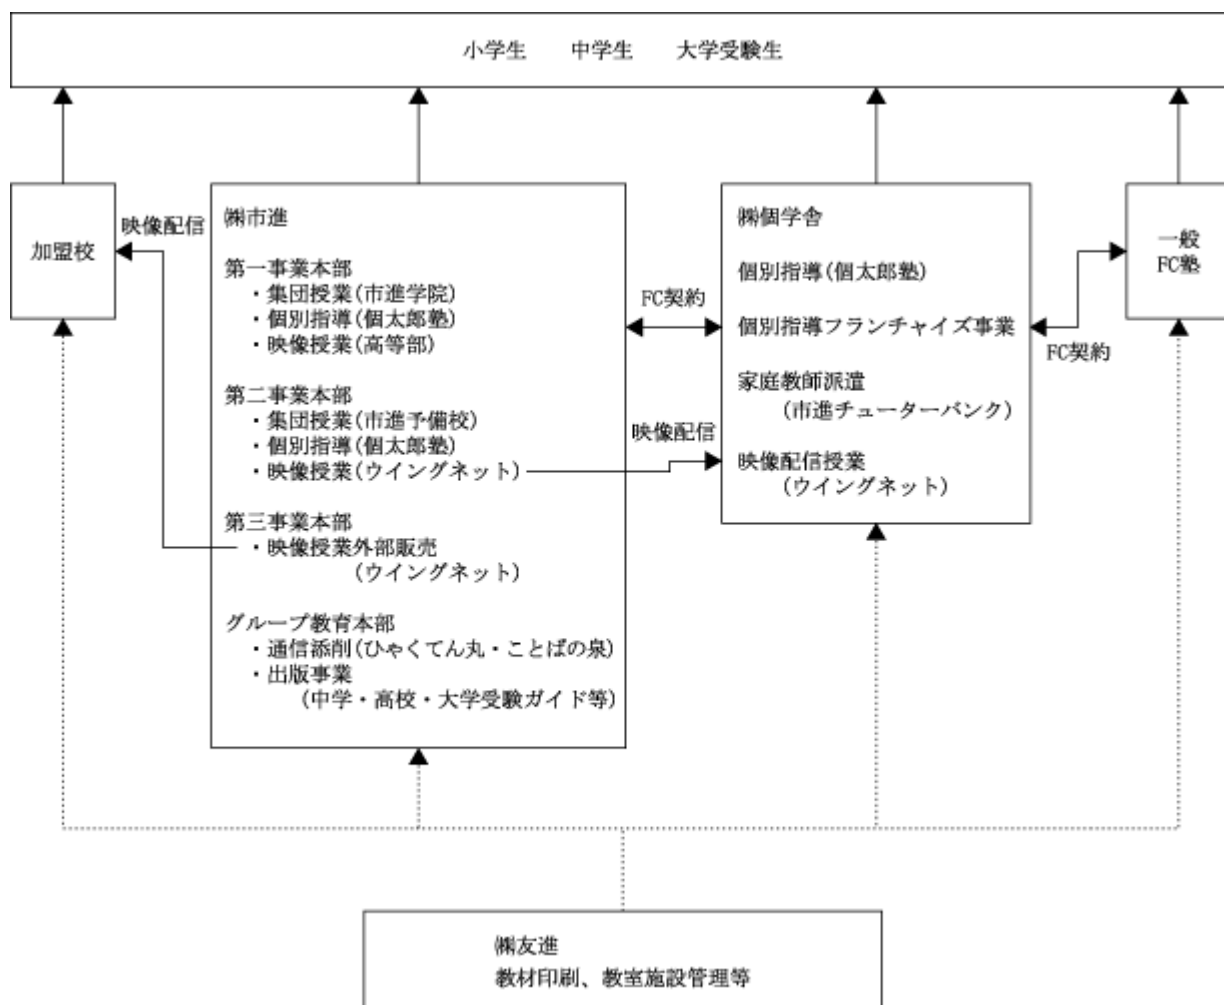 小学生　中学生　大学受験生
加盟校
映像配信
㈱市進
第一事業本部
・集団授業(市進学院)
・個別指導(個太郎塾)
・映像授業(高等部)
第二事業本部
・集団授業(市進予備校)
・個別指導(個太郎塾)
・映像授業(ウイングネット)
第三事業本部
・映像授業外部販売
(ウイングネット)
グループ教育本部
・通信添削(ひゃくてん丸・ことばの泉)
・出版事業
(中学・高校・大学受験ガイド等)
FC契約
映像配信
㈱個学舎
個別指導(個太郎塾)
個別指導フランチャイズ事業
家庭教師派遣
(市進チューターバンク)
映像配信授業
(ウイングネット)
FC契約
一般
FC塾
㈱友進
教材印刷、教室施設管理等